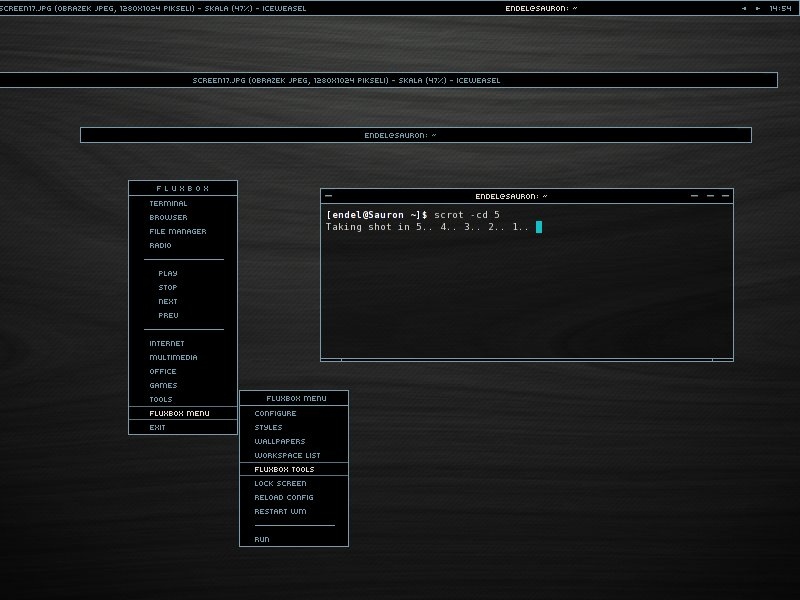 SCREEN17.JPG (OBRAZEK JPEG, 1280X1024 PIKSELI) - SKALA (47%) - ICEWEASEL
ENDEL@SAURON: ~
14:54
SCREEN17.JPG (OBRAZEK JPEG, 1280X1024 PIKSELI) - SKALA (47%) - ICEWEASEL
ENDEL@SAURON: ~
FLUXBOX
TERMINAL
BROWSER
FILE MANAGER
RADIO
PLAY
STOP
NEXT
PREV
INTERNET
MULTIMEDIA
OFFICE
GAMES
TOOLS
FLUXBOX MENU
EXIT
ENDEL@SAURON: ~
[endel@Sauron ~]$ scrot -cd 5
Taking shot in 5.. 4.. 3.. 2.. 1..
FLUXBOX MENU
CONFIGURE
STYLES
WALLPAPERS
WORKSPACE LIST
FLUXBOX TOOLS
LOCK SCREEN
RELOAD CONFIG
RESTART WM
RUN